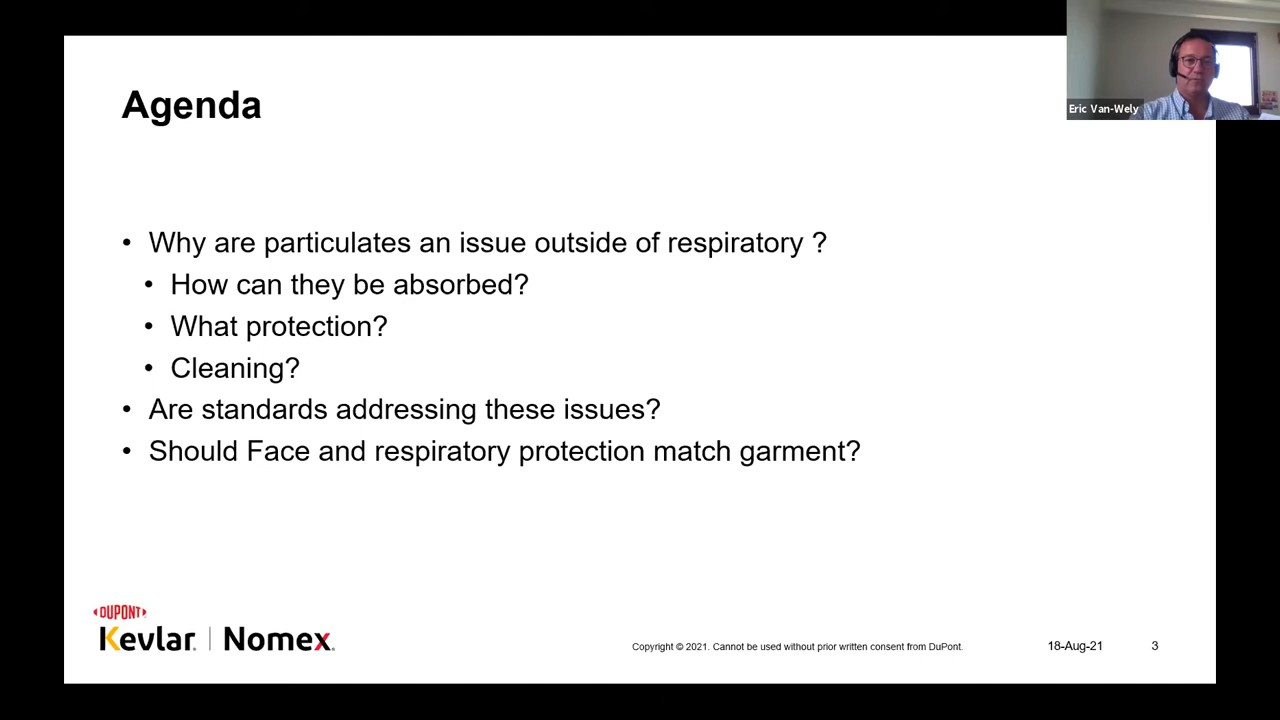 Agenda
Eric Van-Wely
• Why are particulates an issue outside of respiratory ?
• How can they be absorbed?
• What protection?
• Cleaning?
• Are standards addressing these issues?
• Should Face and respiratory protection match garment?
DUPONT
Kevlar. | Nomex.
Copyright © 2021. Cannot be used without prior written consent from DuPont.
18-Aug-21
3